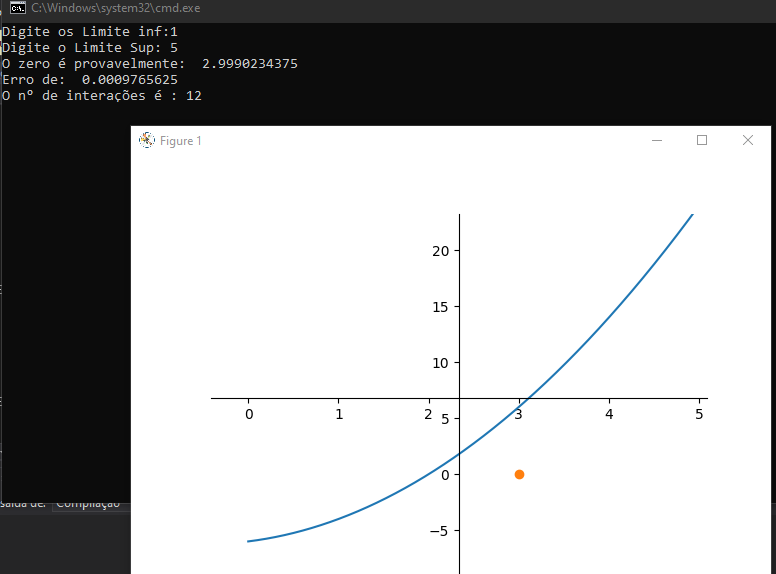 C:\Windows\system32\cmd.exe
Digite os Limite inf:1
Digite o Limite Sup: 5
O zero é provavelmente:  2.9990234375
Erro de:  0.0009765625
O nº de interações é : 12
Figure 1
20
15
10
0 1 2 3 4 5
5
0
−5
saída de: Compilação